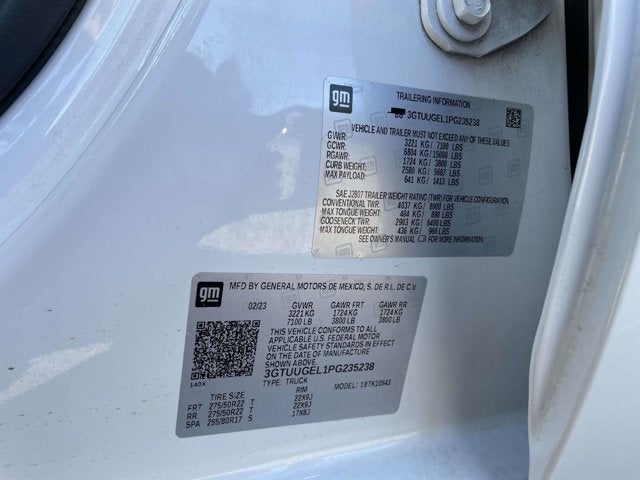 gm
TRAILERING INFORMATION
3GTUUGEL1PG235238
VEHICLE AND TRAILER MUST NOT EXCEED ANY OF THESE VALUES
GVWR: 3221 KG/ 7100 LBS
GCWR: 6804 KG/ 15000 LBS
RGAWR: 1724 KG/ 3800 LBS
CURB WEIGHT: 2580 KG/ 5687 LBS
MAX PAYLOAD: 641 KG/ 1413 LBS
SAE J2807 TRAILER WEIGHT RATING (TWR) FOR VEHICLE CONFIGURATION
CONVENTIONAL TWR: 4037 KG/ 8900 LBS
MAX TONGUE WEIGHT: 404 KG/ 890 LBS
GOOSENECK TWR: 2903 KG/ 6400 LBS
MAX TONGUE WEIGHT: 436 KG/ 960 LBS
SEE OWNER'S MANUAL FOR ADDITIONAL INFORMATION
gm
MFD BY GENERAL MOTORS DE MEXICO, S. DE R.L. DE C.V.
02/23 GVWR GAWR FRT GAWR RR
3221 KG 1724 KG 1724 KG
7100 LB 3800 LB 3800 LB
THIS VEHICLE CONFORMS TO ALL
APPLICABLE U.S. FEDERAL MOTOR
VEHICLE SAFETY STANDARDS IN
EFFECT ON THE DATE OF MANUFACTURE
SHOWN ABOVE.
3GTUUGEL1PG235238
140X
TYPE: TRUCK MODEL: 18TK10543
TIRE SIZE RIM
FRT 275/50R22 T 22X9J
RR 275/50R22 T 22X9J
SPA 255/80R17 S 17X8J